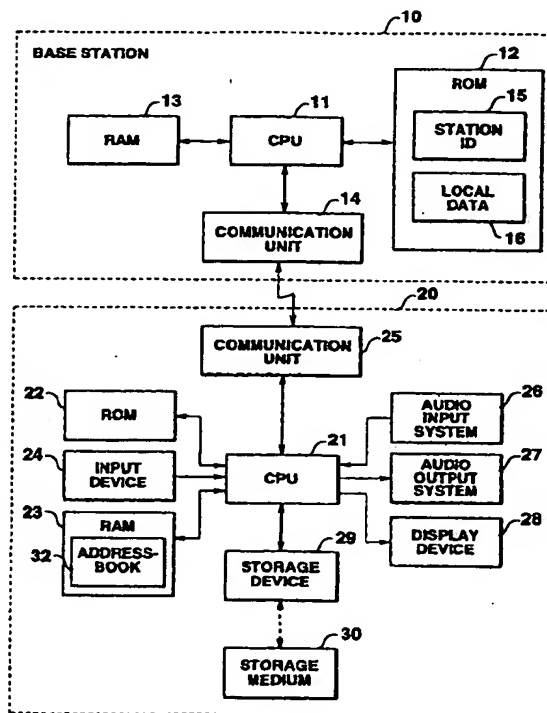 10
BASE STATION
12
ROM
13
RAM
11
CPU
15
STATION
ID
LOCAL
DATA
16
14
COMMUNICATION
UNIT
20
COMMUNICATION
UNIT
25
22
ROM
24
INPUT DEVICE
23
RAM
32
ADDRESS-
BOOK
21
CPU
26
AUDIO
INPUT
SYSTEM
27
AUDIO
OUTPUT
SYSTEM
28
DISPLAY
DEVICE
29
STORAGE
DEVICE
30
STORAGE
MEDIUM